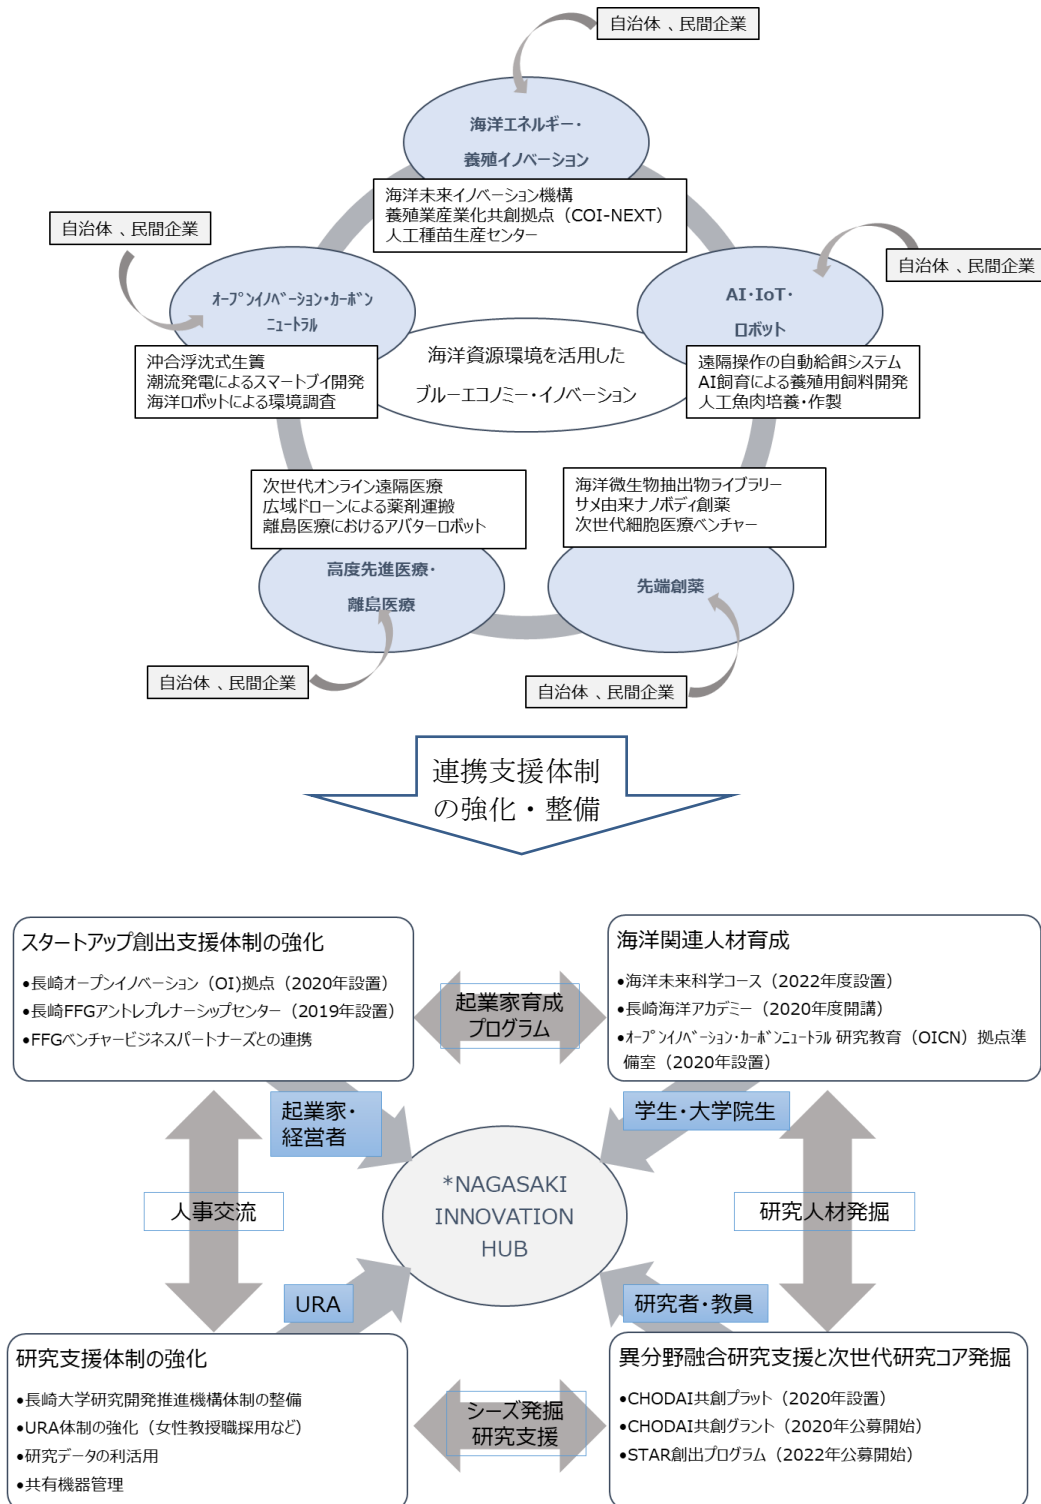 自治体 、民間企業
海洋エネルギー・
養殖イノベーション
海洋未来イノベーション機構
養殖業産業化共創拠点（COI-NEXT）
人工種苗生産センター
自治体 、民間企業
自治体 、民間企業
ｵｰﾌﾟﾝｲﾉﾍﾞｰｼｮﾝ・ｶｰﾎﾞﾝ
ﾆｭｰﾄﾗﾙ
AI・IoT・
ロボット
海洋資源環境を活用した
ブルーエコノミー・イノベーション
沖合浮沈式生簀
潮流発電によるスマートブイ開発
海洋ロボットによる環境調査
遠隔操作の自動給餌システム
AI飼育による養殖用飼料開発
人工魚肉培養・作製
次世代オンライン遠隔医療
広域ドローンによる薬剤運搬
離島医療におけるアバターロボット
海洋微生物抽出物ライブラリー
サメ由来ナノボディ創薬
次世代細胞医療ベンチャー
高度先進医療・
離島医療
先端創薬
自治体 、民間企業
自治体 、民間企業
連携支援体制
の強化・整備
スタートアップ創出支援体制の強化
•長崎オープンイノベーション（OI)拠点（2020年設置）
•長崎FFGアントレプレナーシップセンター（2019年設置）
•FFGベンチャービジネスパートナーズとの連携
起業家育成
プログラム
海洋関連人材育成
•海洋未来科学コース（2022年度設置）
•長崎海洋アカデミー（2020年度開講）
•ｵｰﾌﾟﾝｲﾉﾍﾞｰｼｮﾝ・ｶｰﾎﾞﾝﾆｭｰﾄﾗﾙ 研究教育（OICN）拠点準
備室（2020年設置）
起業家・
経営者
学生・大学院生
*NAGASAKI
INNOVATION
HUB
人事交流
研究人材発掘
URA
研究者・教員
研究支援体制の強化
•長崎大学研究開発推進機構体制の整備
•URA体制の強化（女性教授職採用など）
•研究データの利活用
•共有機器管理
シーズ発掘
研究支援
異分野融合研究支援と次世代研究コア発掘
•CHODAI共創プラット（2020年設置）
•CHODAI共創グラント（2020年公募開始）
•STAR創出プログラム（2022年公募開始）